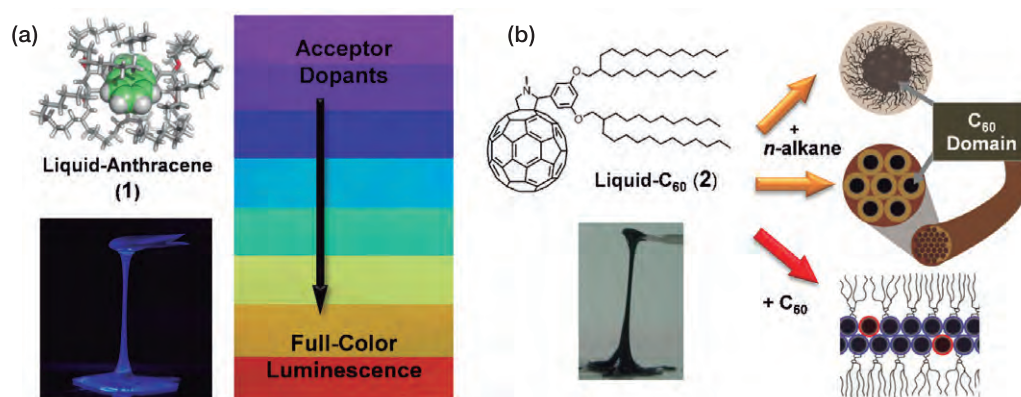 (a)
Liquid-Anthracene
(1)
Acceptor
Dopants
Full-Color
Luminescence
(b)
N
O
O
Liquid-C₆₀ (2)
+
n-alkane
+ C₆₀
C₆₀
Domain